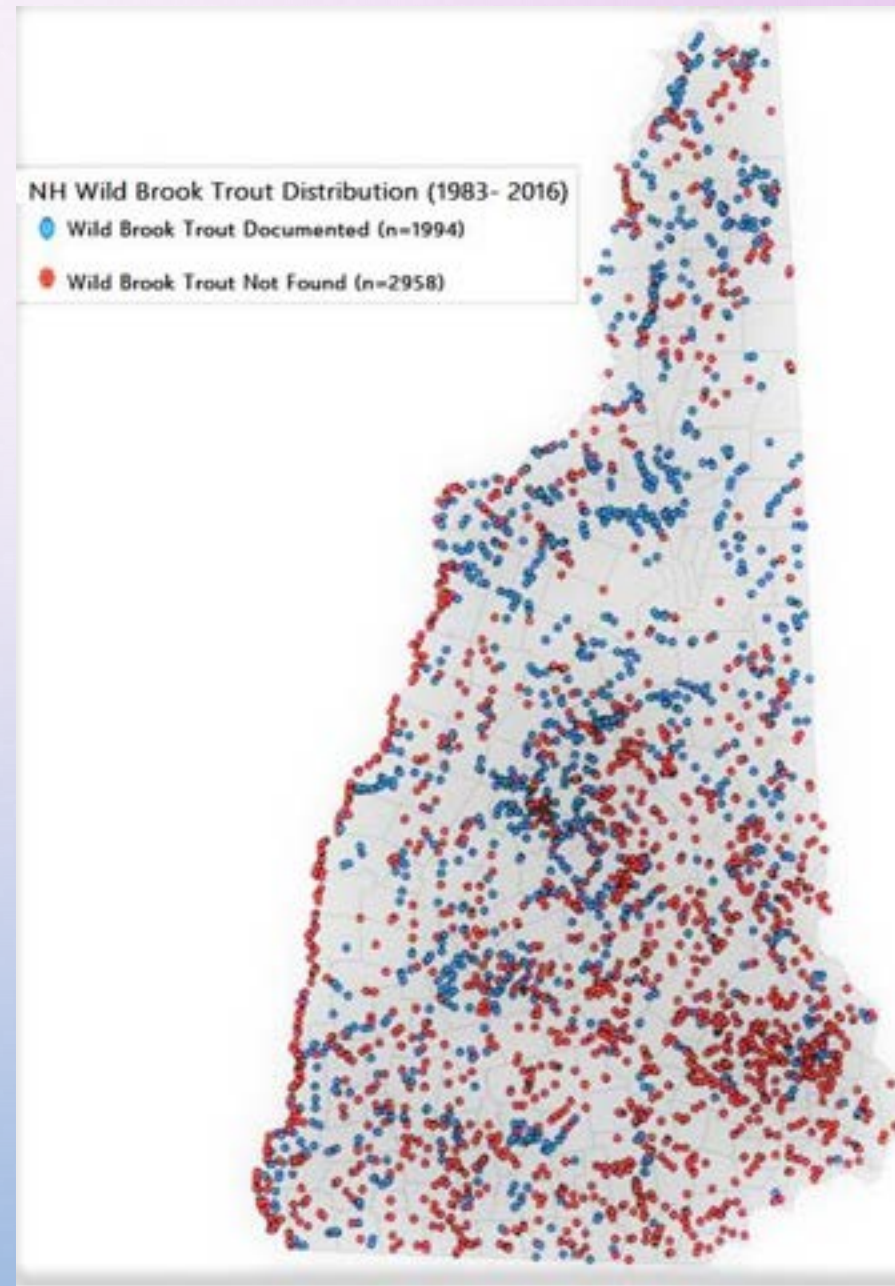 NH Wild Brook Trout Distribution (1983- 2016)
Wild Brook Trout Documented (n=1994)
Wild Brook Trout Not Found (n=2958)